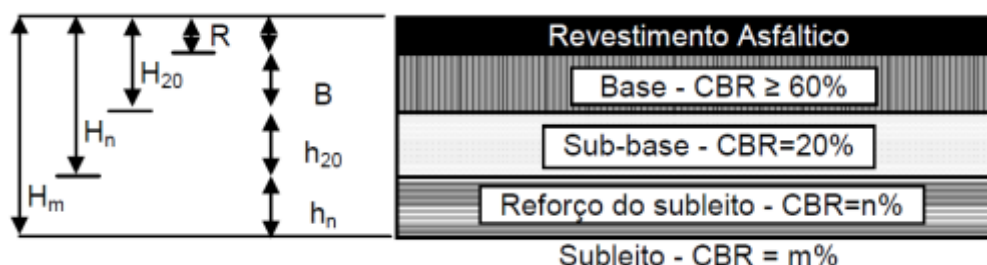 R
H20
B
Hn
h20
Hm
hn
Revestimento Asfáltico
Base - CBR ≥ 60%
Sub-base - CBR=20%
Reforço do subleito - CBR=n%
Subleito - CBR = m%